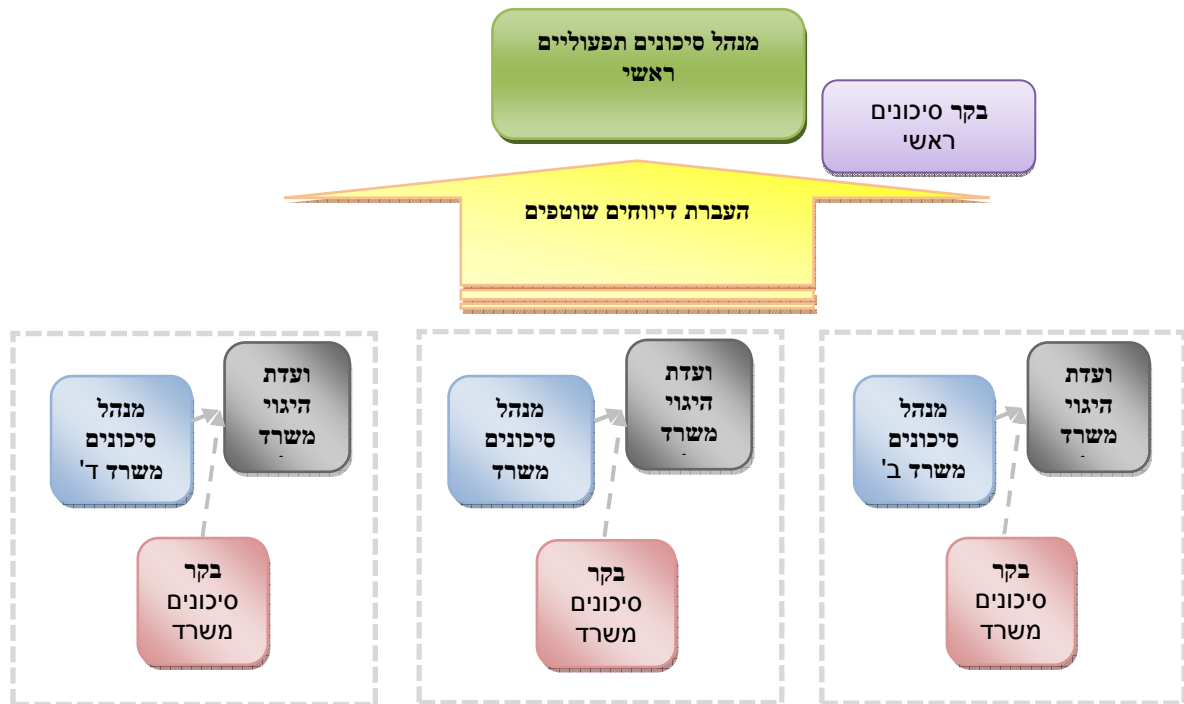 מנהל סיכונים תפעוליים
ראשי
בקר סיכונים
ראשי
העברת דיווחים שוטפים
ועדת
היגוי
משרד
מנהל
סיכונים
משרד ב'
בקר
סיכונים
משרד
ועדת
היגוי
משרד
מנהל
סיכונים
משרד
בקר
סיכונים
משרד
ועדת
היגוי
משרד
מנהל
סיכונים
משרד ד'
בקר
סיכונים
משרד